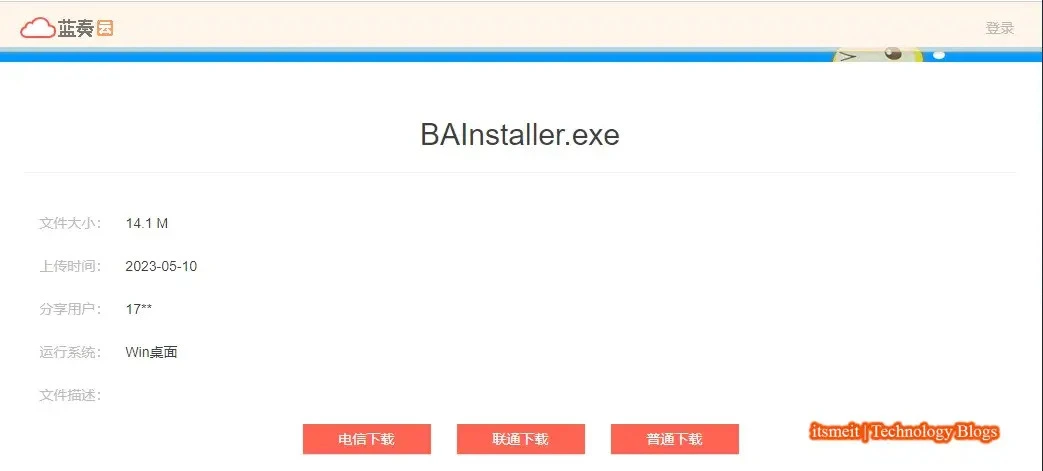 蓝奏云
登录
BAInstaller.exe
文件大小： 14.1 M
上传时间： 2023-05-10
分享用户： 17**
运行系统： Win桌面
文件描述：
电信下载 联通下载 普通下载
itsmeit | Technology Blogs